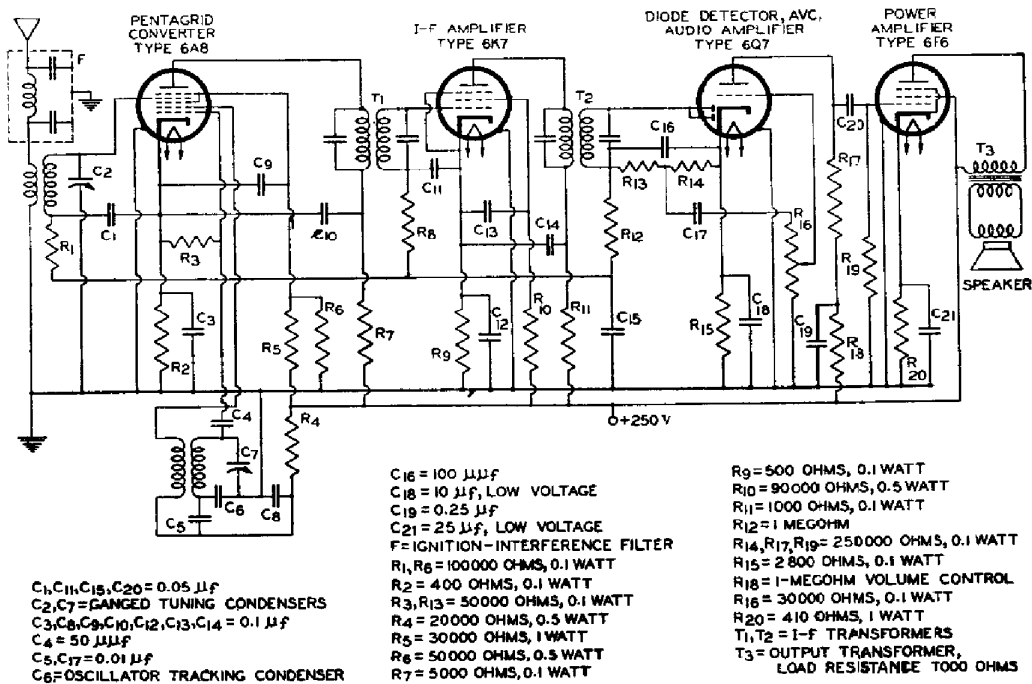 PENTAGRID
CONVERTER
TYPE 6A8
I-F AMPLIFIER
TYPE 6K7
DIODE DETECTOR, AVC,
AUDIO AMPLIFIER
TYPE 6Q7
POWER
AMPLIFIER
TYPE 6F6
F
T1
T2
T3
C2
C9
C11
C16
C20
R17
C1
C10
R8
C13
C14
R13
R14
R12
C17
R16
R19
SPEAKER
R1
R3
C3
R2
R5
R6
R7
R9
C12
R10
R11
C15
R15
C18
C19
R18
R20
C21
+250 V
C4
R4
C7
C6
C8
C5
C1,C11,C15,C20=0.05 µf
C2,C7=GANGED TUNING CONDENSERS
C3,C8,C9,C10,C12,C13,C14=0.1 µf
C4=50 µµf
C5,C17=0.01 µf
C6=OSCILLATOR TRACKING CONDENSER
C16=100 µµf
C18=10 µf, LOW VOLTAGE
C19=0.25 µf
C21=25 µf, LOW VOLTAGE
F=IGNITION-INTERFERENCE FILTER
R1,R8=100000 OHMS, 0.1 WATT
R2=400 OHMS, 0.1 WATT
R3,R13=50000 OHMS, 0.1 WATT
R4=20000 OHMS, 0.5 WATT
R5=30000 OHMS, 1 WATT
R6=50000 OHMS, 0.5 WATT
R7=5000 OHMS, 0.1 WATT
R9=500 OHMS, 0.1 WATT
R10=90000 OHMS, 0.5 WATT
R11=1000 OHMS, 0.1 WATT
R12=1 MEGOHM
R14,R17,R19=250000 OHMS, 0.1 WATT
R15=2800 OHMS, 0.1 WATT
R18=1-MEGOHM VOLUME CONTROL
R16=30000 OHMS, 0.1 WATT
R20=410 OHMS, 1 WATT
T1,T2=I-F TRANSFORMERS
T3=OUTPUT TRANSFORMER,
LOAD RESISTANCE 7000 OHMS